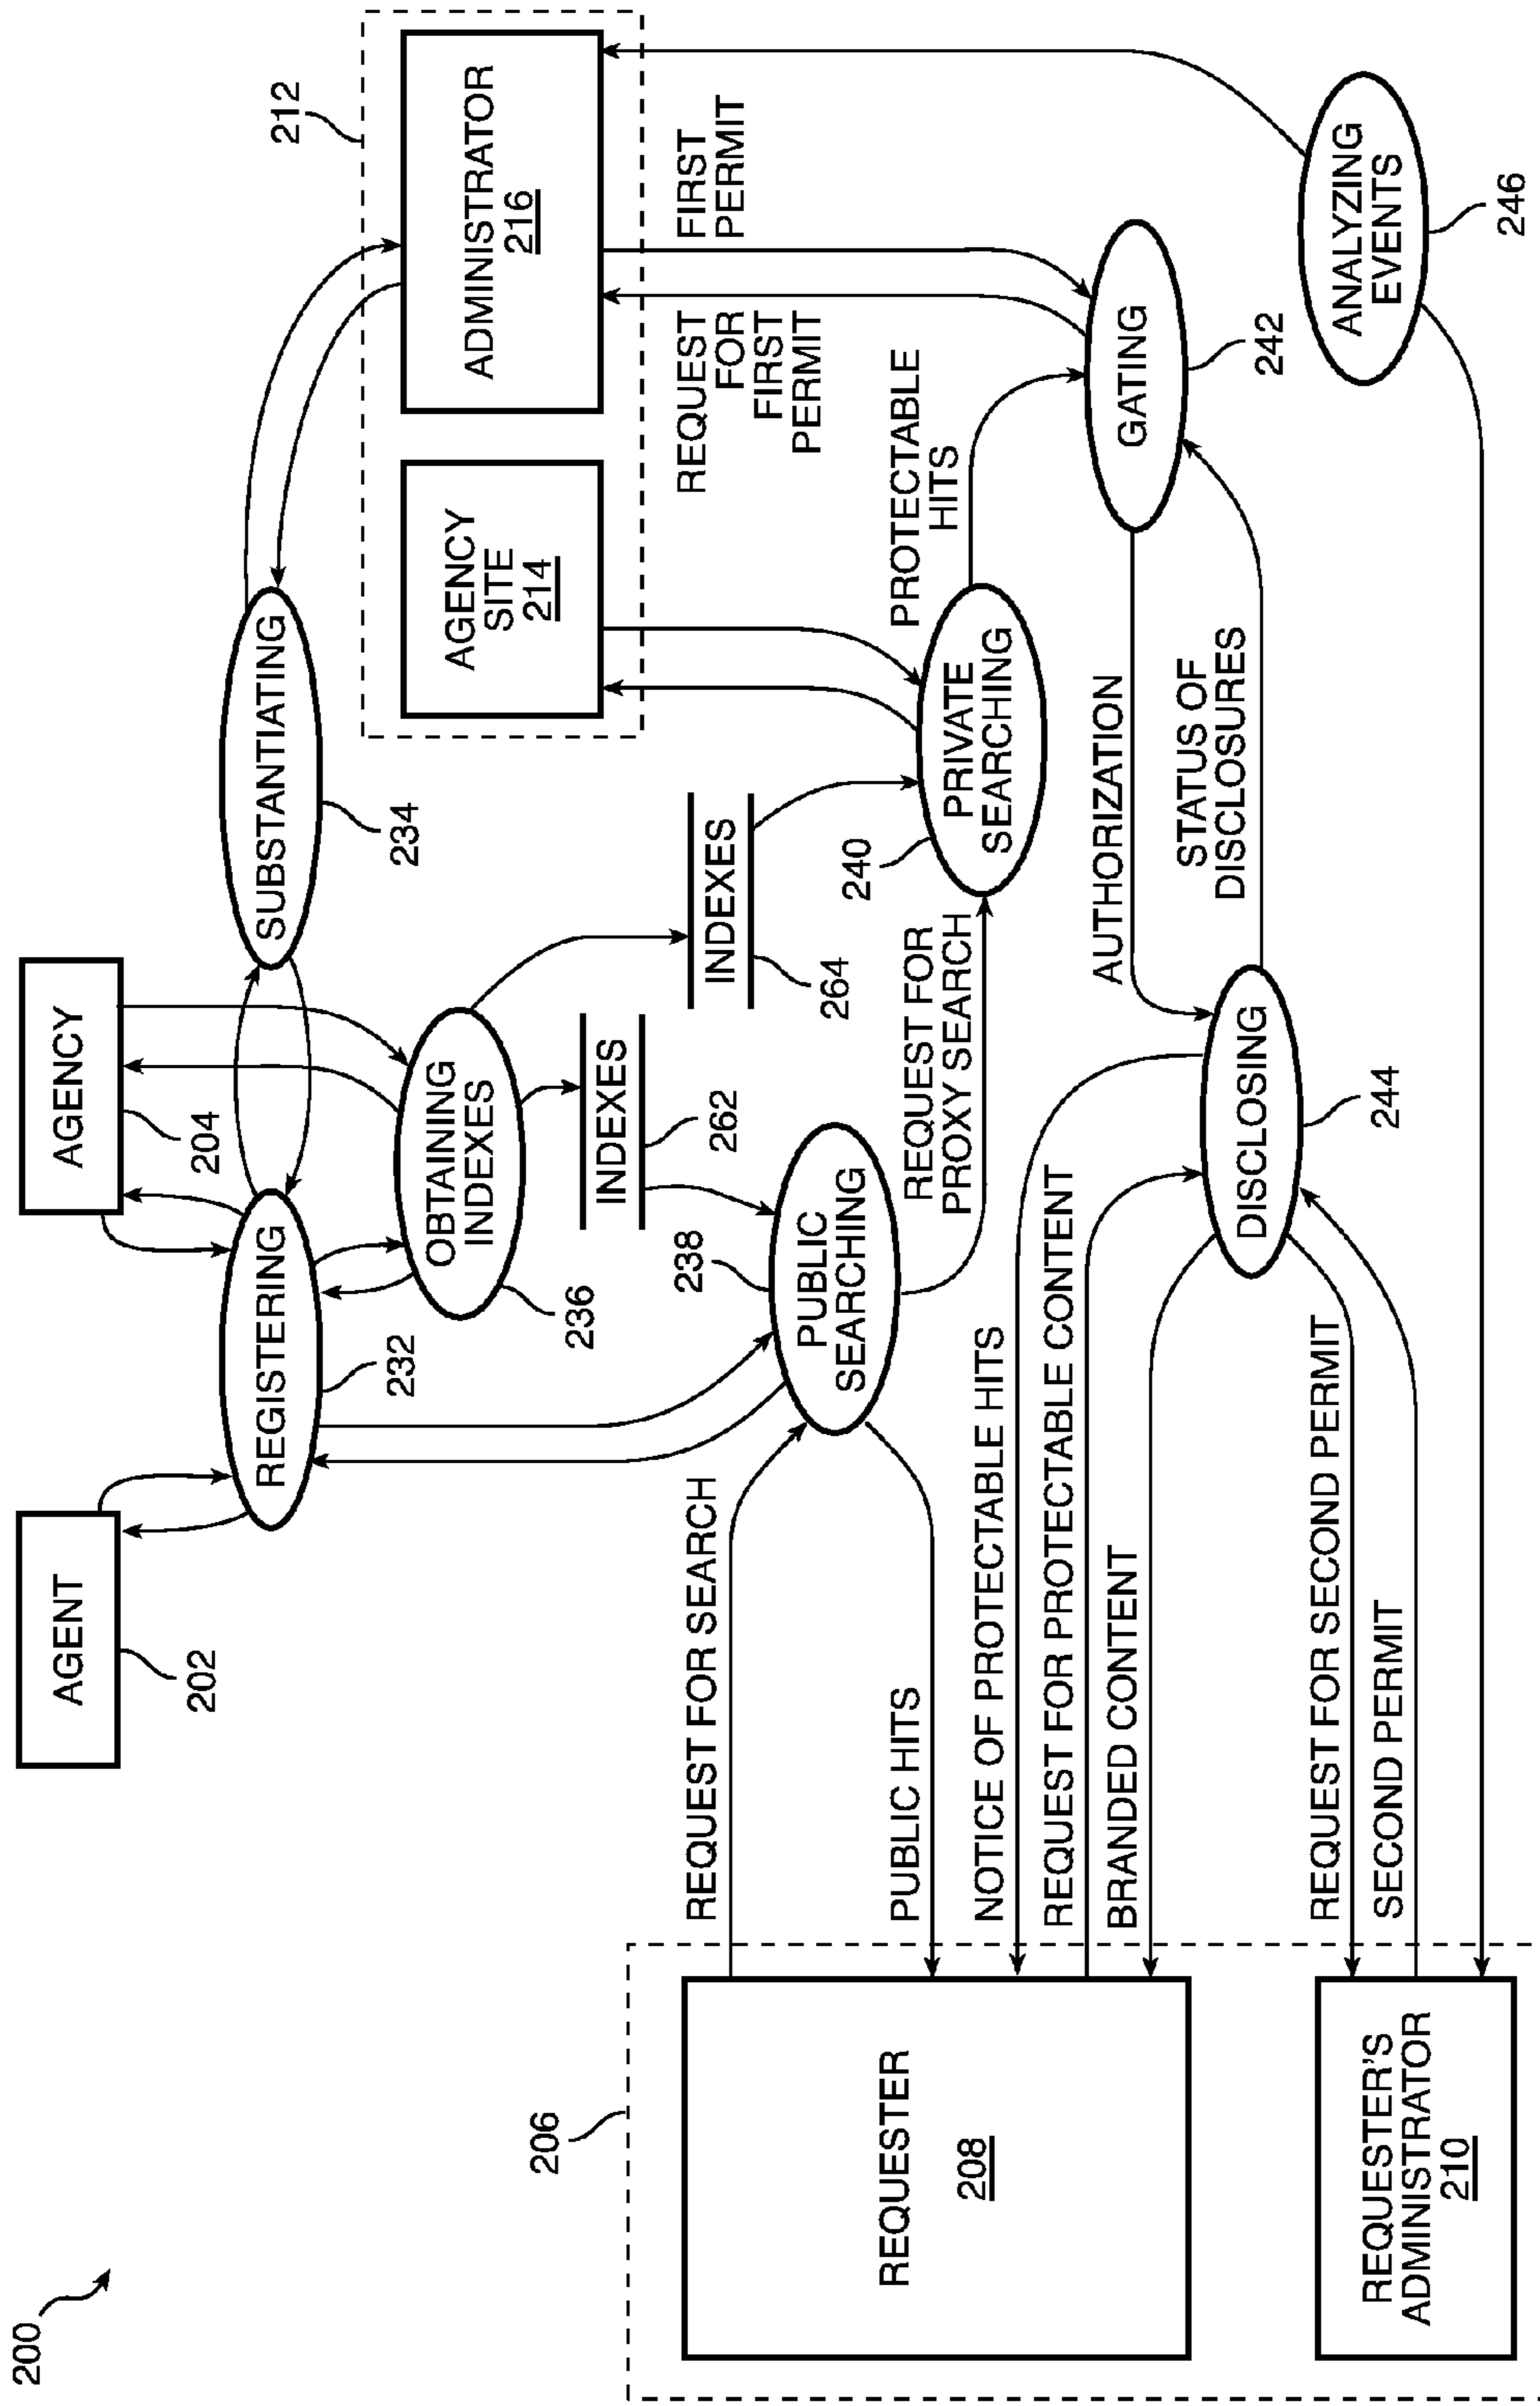 200
AGENT
202
AGENCY
204
REGISTERING
232
SUBSTANTIATING
234
212
OBTAINING
INDEXES
236
INDEXES
262
INDEXES
264
AGENCY
SITE
214
ADMINISTRATOR
216
206
REQUESTER
208
REQUESTER'S
ADMINISTRATOR
210
REQUEST FOR SEARCH
PUBLIC HITS
238
PUBLIC
SEARCHING
REQUEST FOR
PROXY SEARCH
240
PRIVATE
SEARCHING
PROTECTABLE
HITS
REQUEST
FOR
FIRST
PERMIT
FIRST
PERMIT
GATING
242
AUTHORIZATION
STATUS OF
DISCLOSURES
NOTICE OF PROTECTABLE HITS
REQUEST FOR PROTECTABLE CONTENT
BRANDED CONTENT
DISCLOSING
244
REQUEST FOR SECOND PERMIT
SECOND PERMIT
ANALYZING
EVENTS
246